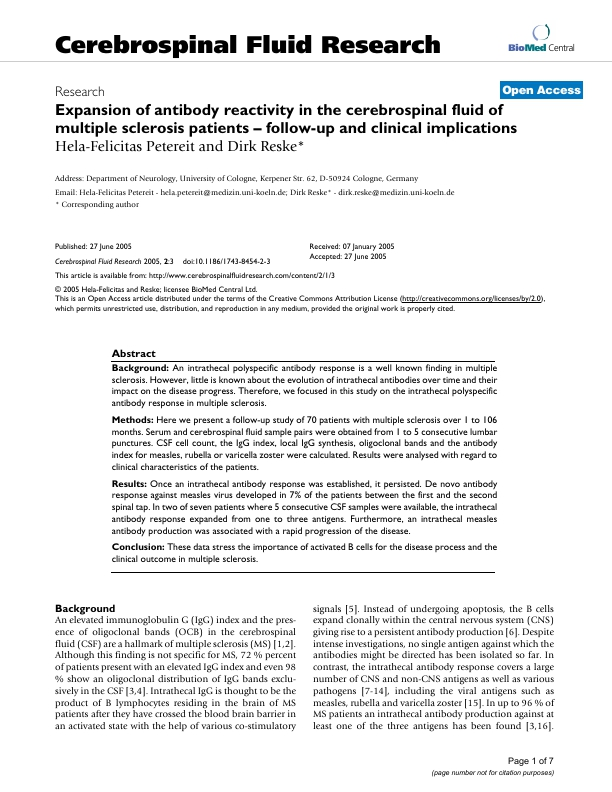 Cerebrospinal Fluid Research
BioMed Central
Research
Open Access
Expansion of antibody reactivity in the cerebrospinal fluid of
multiple sclerosis patients – follow-up and clinical implications
Hela-Felicitas Petereit and Dirk Reske*
Address: Department of Neurology, University of Cologne, Kerpener Str. 62, D-50924 Cologne, Germany
Email: Hela-Felicitas Petereit - hela.petereit@medizin.uni-koeln.de; Dirk Reske* - dirk.reske@medizin.uni-koeln.de
* Corresponding author
Published: 27 June 2005
Cerebrospinal Fluid Research 2005, 2:3 doi:10.1186/1743-8454-2-3
Received: 07 January 2005
Accepted: 27 June 2005
This article is available from: http://www.cerebrospinalfluidresearch.com/content/2/1/3
© 2005 Hela-Felicitas and Reske; licensee BioMed Central Ltd.
This is an Open Access article distributed under the terms of the Creative Commons Attribution License (http://creativecommons.org/licenses/by/2.0),
which permits unrestricted use, distribution, and reproduction in any medium, provided the original work is properly cited.
Abstract
Background: An intrathecal polyspecific antibody response is a well known finding in multiple
sclerosis. However, little is known about the evolution of intrathecal antibodies over time and their
impact on the disease progress. Therefore, we focused in this study on the intrathecal polyspecific
antibody response in multiple sclerosis.
Methods: Here we present a follow-up study of 70 patients with multiple sclerosis over 1 to 106
months. Serum and cerebrospinal fluid sample pairs were obtained from 1 to 5 consecutive lumbar
punctures. CSF cell count, the IgG index, local IgG synthesis, oligoclonal bands and the antibody
index for measles, rubella or varicella zoster were calculated. Results were analysed with regard to
clinical characteristics of the patients.
Results: Once an intrathecal antibody response was established, it persisted. De novo antibody
response against measles virus developed in 7% of the patients between the first and the second
spinal tap. In two of seven patients where 5 consecutive CSF samples were available, the intrathecal
antibody response expanded from one to three antigens. Furthermore, an intrathecal measles
antibody production was associated with a rapid progression of the disease.
Conclusion: These data stress the importance of activated B cells for the disease process and the
clinical outcome in multiple sclerosis.
Background
An elevated immunoglobulin G (IgG) index and the pres-
ence of oligoclonal bands (OCB) in the cerebrospinal
fluid (CSF) are a hallmark of multiple sclerosis (MS) [1,2].
Although this finding is not specific for MS, 72 % percent
of patients present with an elevated IgG index and even 98
% show an oligoclonal distribution of IgG bands exclu-
sively in the CSF [3,4]. Intrathecal IgG is thought to be the
product of B lymphocytes residing in the brain of MS
patients after they have crossed the blood brain barrier in
an activated state with the help of various co-stimulatory
signals [5]. Instead of undergoing apoptosis, the B cells
expand clonally within the central nervous system (CNS)
giving rise to a persistent antibody production [6]. Despite
intense investigations, no single antigen against which the
antibodies might be directed has been isolated so far. In
contrast, the intrathecal antibody response covers a large
number of CNS and non-CNS antigens as well as various
pathogens [7-14], including the viral antigens such as
measles, rubella and varicella zoster [15]. In up to 96 % of
MS patients an intrathecal antibody production against at
least one of the three antigens has been found [3,16].
Page 1 of 7
(page number not for citation purposes)